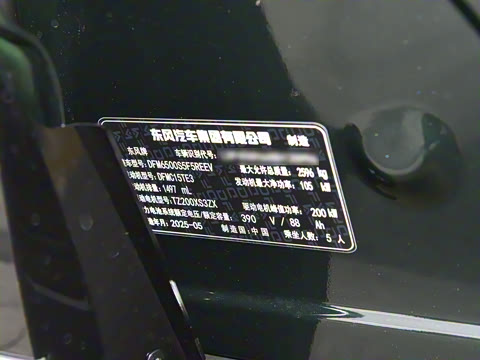 东风汽车集团有限公司 制造
东风牌 车辆识别代号:
车型号: DFM6500S5F5REEV 最大允许总质量: 2596 kg
动机型号: DFMC15TE3 发动机最大净功率: 105 kW
动机排量: 1497 mL
动电机型号: TZ200XS3ZX 驱动电机峰值功率: 200 kW
力电池系统额定电压/额定容量: 390 V / 88 Ah
造年月: 2025-05 制造国: 中国 乘坐人数: 5 人